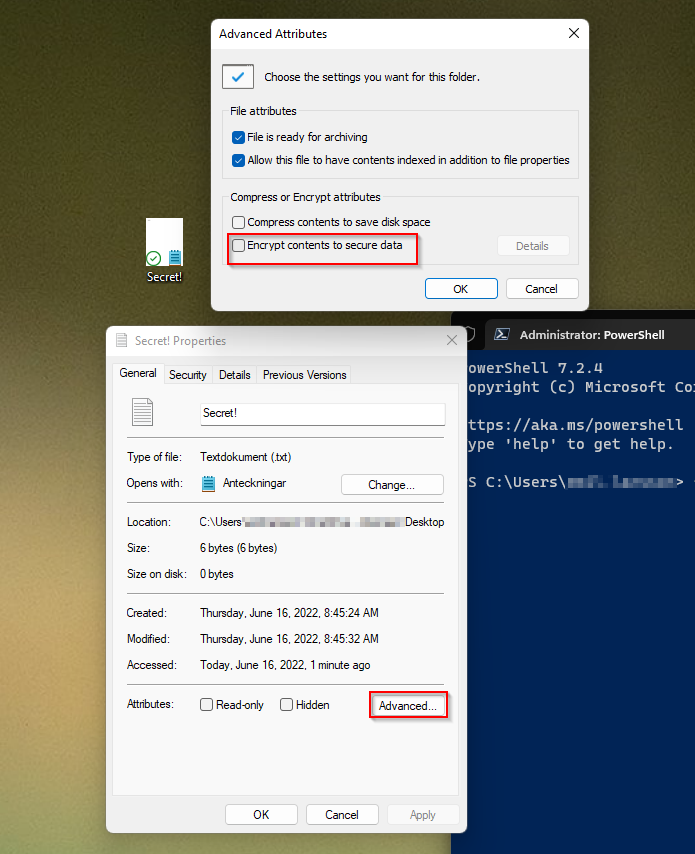 Advanced Attributes
Choose the settings you want for this folder.
File attributes
File is ready for archiving
Allow this file to have contents indexed in addition to file properties
Compress or Encrypt attributes
Compress contents to save disk space
Encrypt contents to secure data
Details
OK
Cancel
Secret!
Secret! Properties
General
Security
Details
Previous Versions
Secret!
Type of file: Textdokument (.txt)
Opens with: Anteckningar
Change...
Location: C:\Users Desktop
Size: 6 bytes (6 bytes)
Size on disk: 0 bytes
Created: Thursday, June 16, 2022, 8:45:24 AM
Modified: Thursday, June 16, 2022, 8:45:32 AM
Accessed: Today, June 16, 2022, 1 minute ago
Attributes:
Read-only
Hidden
Advanced...
OK
Cancel
Apply
Administrator: PowerShell
owerShell 7.2.4
opyright (c) Microsoft Co
ttps://aka.ms/powershell
ype 'help' to get help.
S C:\Users\ >